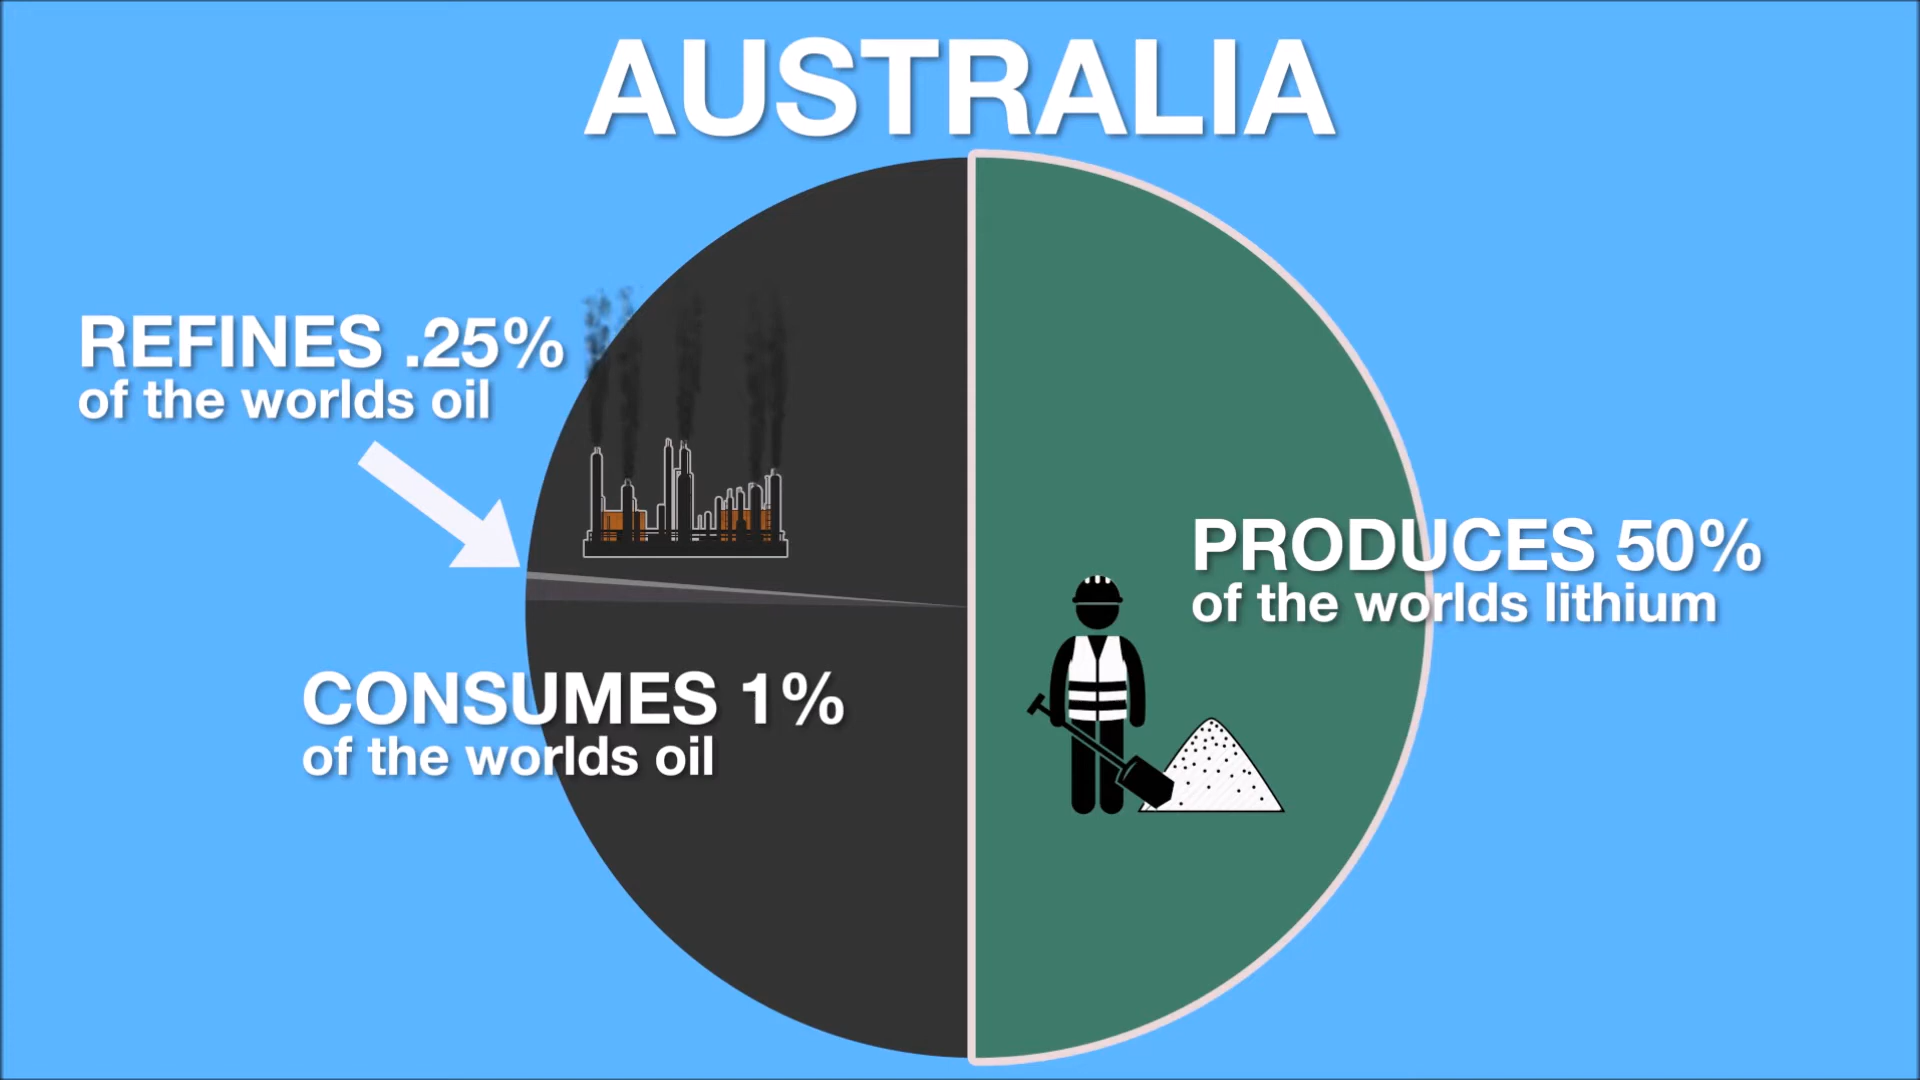 AUSTRALIA
REFINES .25%
of the worlds oil
PRODUCES 50%
of the worlds lithium
CONSUMES 1%
of the worlds oil